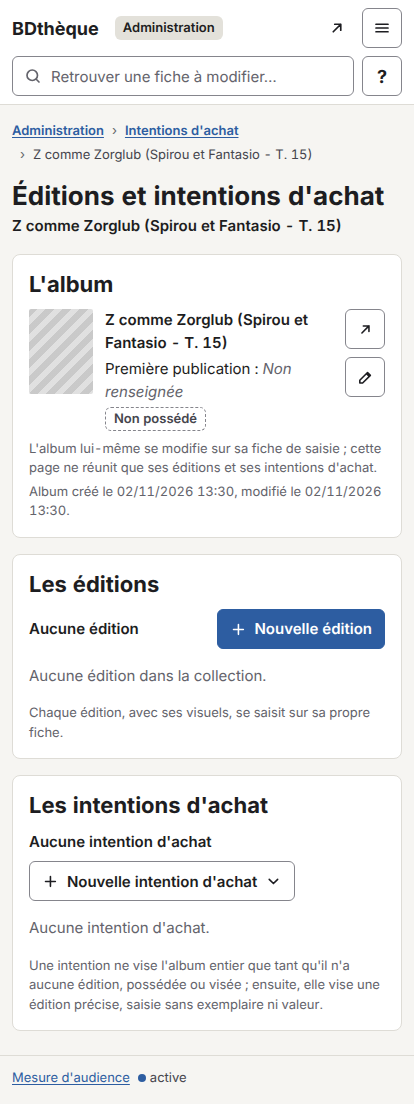 BDthèque Administration
Retrouver une fiche à modifier... ?
Administration › Intentions d'achat
› Z comme Zorglub (Spirou et Fantasio - T. 15)
Éditions et intentions d'achat
Z comme Zorglub (Spirou et Fantasio - T. 15)
L'album
Z comme Zorglub (Spirou et
Fantasio - T. 15)
Première publication : Non
renseignée
Non possédé
L'album lui-même se modifie sur sa fiche de saisie ; cette
page ne réunit que ses éditions et ses intentions d'achat.
Album créé le 02/11/2026 13:30, modifié le 02/11/2026
13:30.
Les éditions
Aucune édition + Nouvelle édition
Aucune édition dans la collection.
Chaque édition, avec ses visuels, se saisit sur sa propre
fiche.
Les intentions d'achat
Aucune intention d'achat
+ Nouvelle intention d'achat
Aucune intention d'achat.
Une intention ne vise l'album entier que tant qu'il n'a
aucune édition, possédée ou visée ; ensuite, elle vise une
édition précise, saisie sans exemplaire ni valeur.
Mesure d'audience active